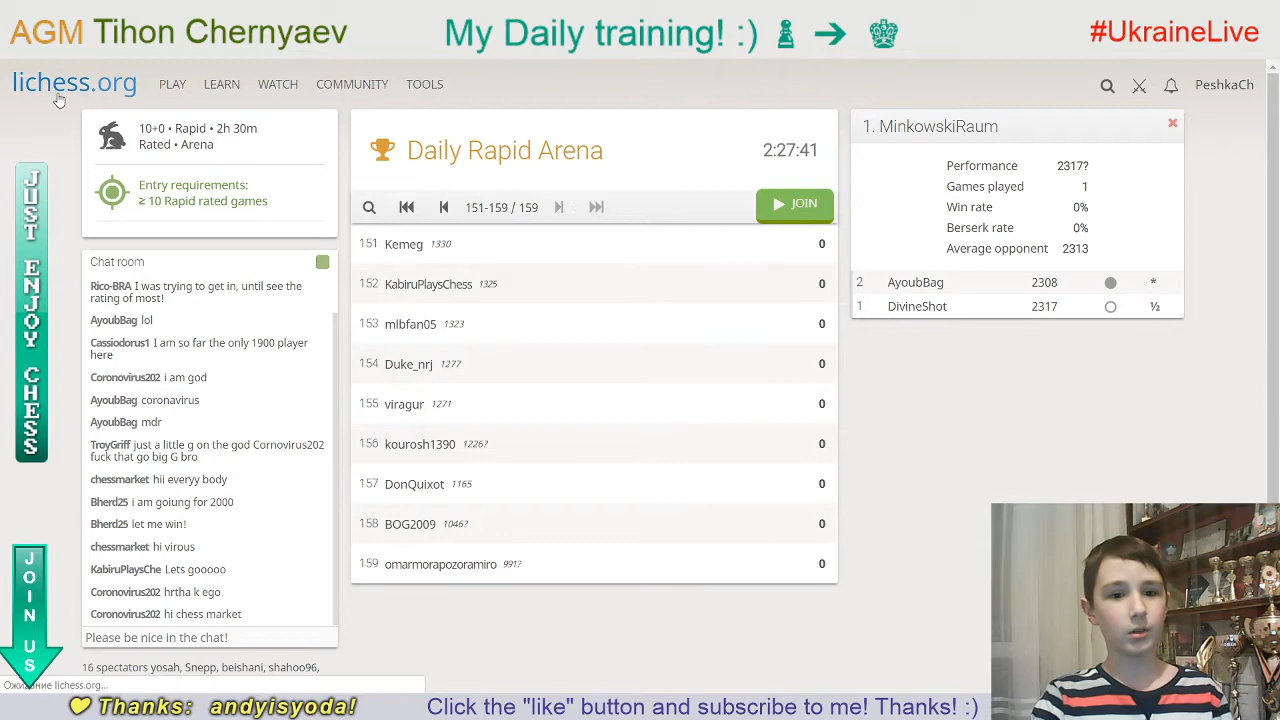 AGM Tihon Chernyaev
My Daily training! :)
#UkraineLive
lichess.org
PLAY LEARN WATCH COMMUNITY TOOLS
PeshkaCh
JUST ENJOY CHESS
JOIN US
10+0 • Rapid • 2h 30m
Rated • Arena
Entry requirements:
≥ 10 Rapid rated games
Chat room
Rico-BRA I was trying to get in, until see the
rating of most!
AyoubBag lol
Cassiodorus1 I am so far the only 1900 player
here
Coronovirus202 i am god
AyoubBag coronavirus
AyoubBag mdr
TroyGriff just a little g on the god Cornovirus202
fuck that go big G bro
chessmarket hii everyy body
Bherd25 i am goiung for 2000
Bherd25 let me win!
chessmarket hi virous
KabiruPlaysChe Lets gooooo
Coronovirus202 hrtha k ego
Coronovirus202 hi chess market
Please be nice in the chat!
16 spectators yosah, Snepp, beishani, shahoo96,
Ожидание lichess.org...
Daily Rapid Arena 2:27:41
151-159 / 159 JOIN
151 Kemeg 1330 0
152 KabiruPlaysChess 1325 0
153 mlbfan05 1323 0
154 Duke_nrj 1277 0
155 viragur 1271 0
156 kourosh1390 1226? 0
157 DonQuixot 1165 0
158 BOG2009 1046? 0
159 omarmorapozoramiro 991? 0
1. MinkowskiRaum
Performance 2317?
Games played 1
Win rate 0%
Berserk rate 0%
Average opponent 2313
2 AyoubBag 2308 *
1 DivineShot 2317 ½
Thanks: andyisyoda!
Click the "like" button and subscribe to me! Thanks! :)